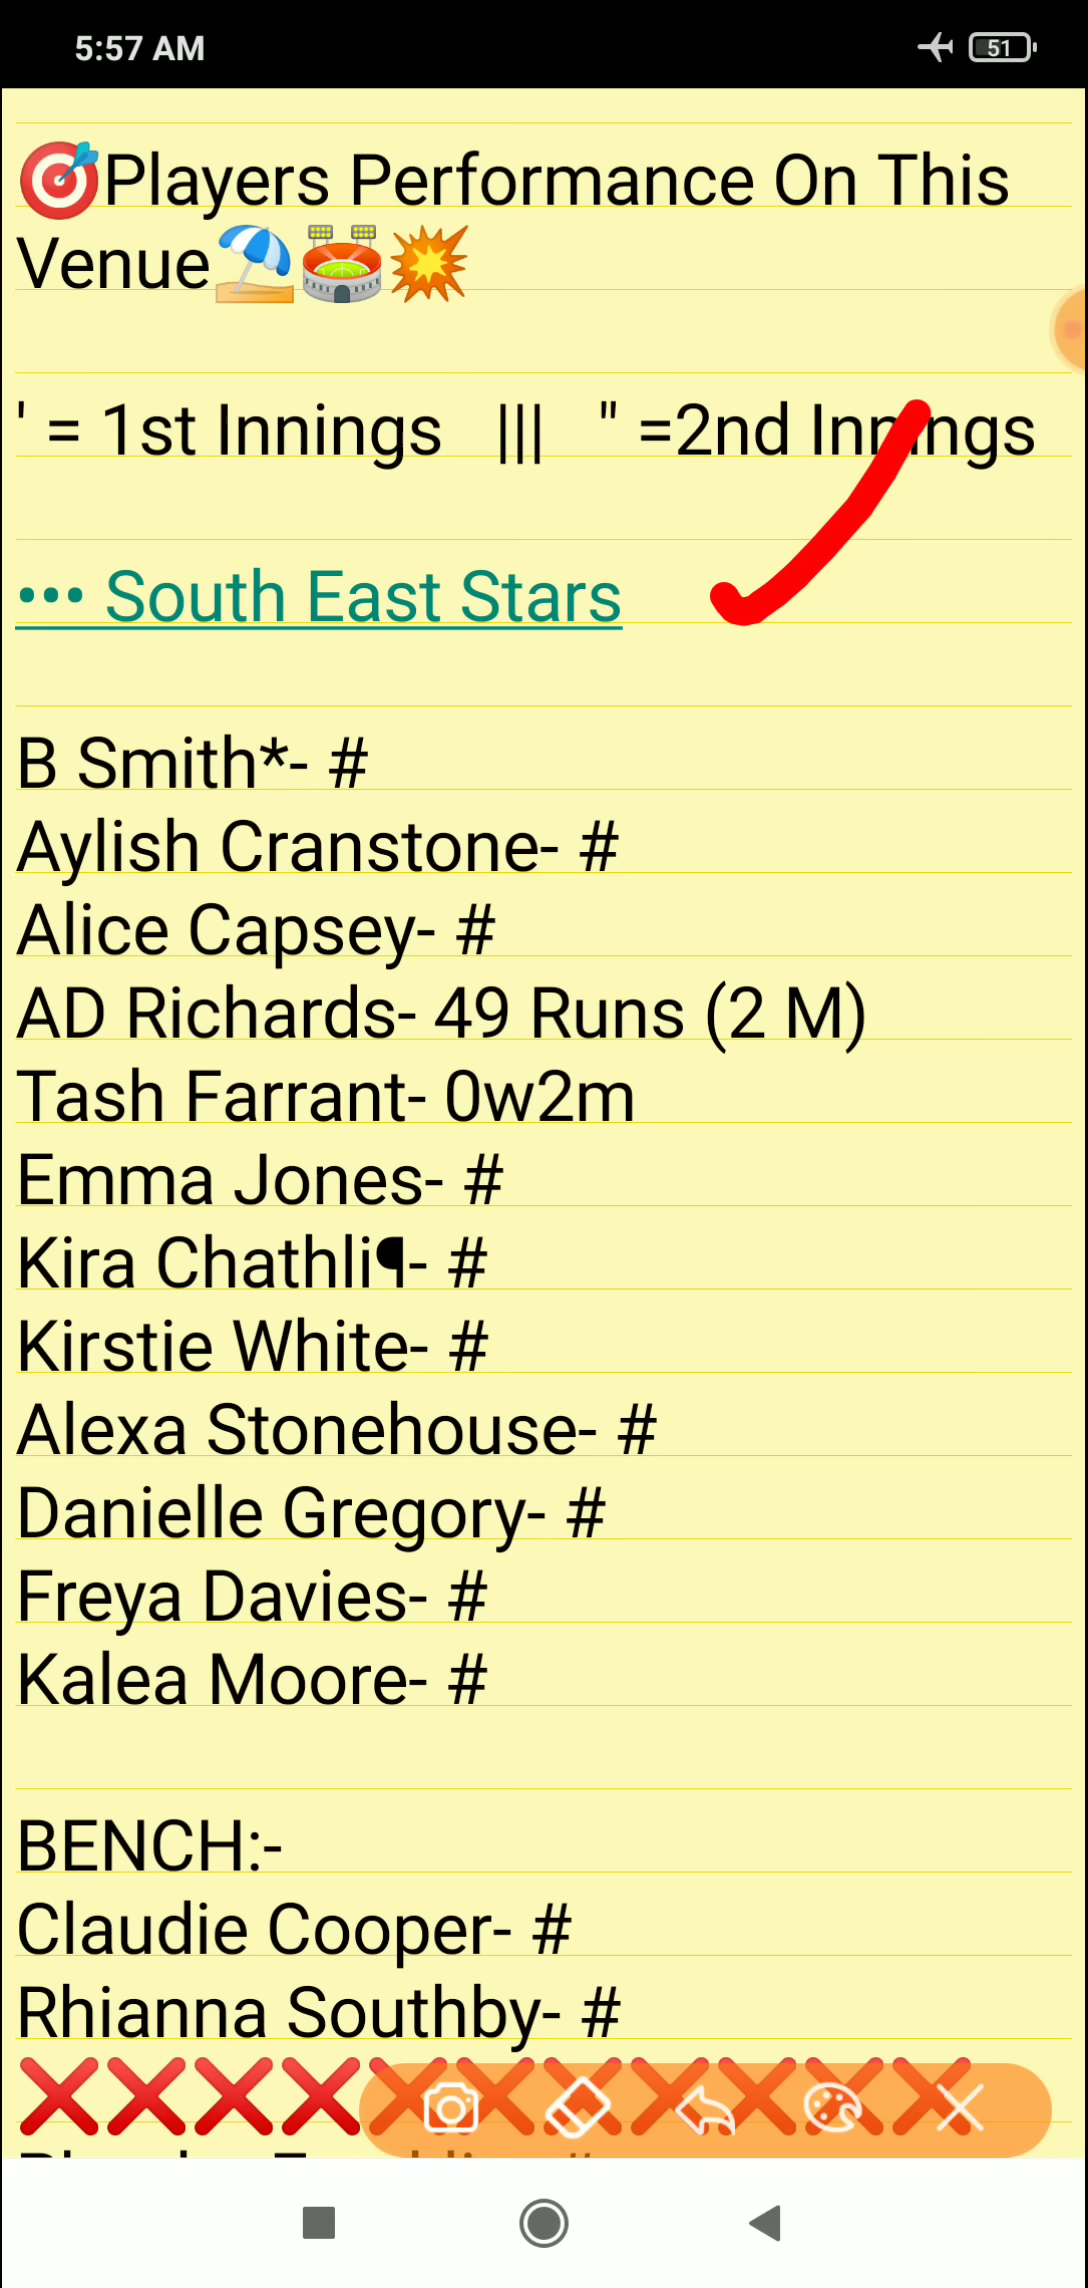 5:57 AM
51
🎯Players Performance On This
Venue⛱️🏟️💥
' = 1st Innings ||| " =2nd Innings
••• South East Stars
B Smith*- #
Aylish Cranstone- #
Alice Capsey- #
AD Richards- 49 Runs (2 M)
Tash Farrant- 0w2m
Emma Jones- #
Kira Chathli¶- #
Kirstie White- #
Alexa Stonehouse- #
Danielle Gregory- #
Freya Davies- #
Kalea Moore- #
BENCH:-
Claudie Cooper- #
Rhianna Southby- #
❌❌❌❌❌❌❌❌❌❌❌